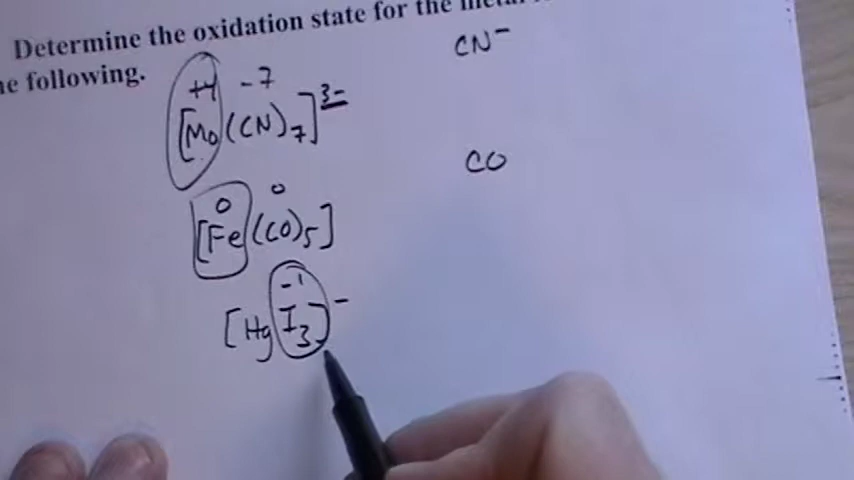 Determine the oxidation state for the
he following.
CN⁻
+4 -7
[Mo(CN)₇]³⁻
CO
0 0
[Fe(CO)₅]
-1
[HgI₃]⁻